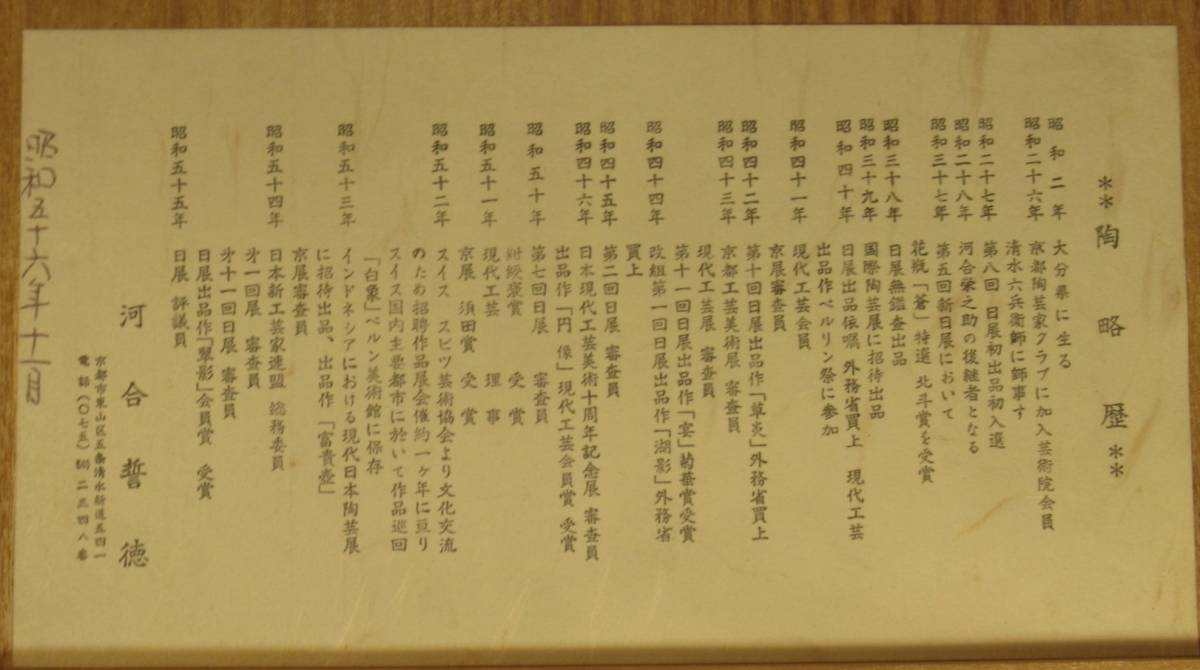 ＊＊陶略歴＊＊
昭和二年 大分県に生る
昭和二十六年 京都陶芸家クラブに加入芸術院会員
清水六兵衛師に師事す
昭和二十七年 第八回 日展初出品初入選
昭和二十八年 河合栄之助の後継者となる
昭和三十七年 第五回新日展において
花瓶「蒼」特選 北斗賞を受賞
昭和三十八年 日展無鑑査出品
昭和三十九年 国際陶芸展に招待出品
昭和四十年 日展出品依嘱 外務省買上 現代工芸
出品作ベルリン祭に参加
昭和四十一年 現代工芸会員
京展審査員
昭和四十二年 第十回日展出品作「草炎」外務省買上
昭和四十三年 京都工芸美術展 審査員
現代工芸展 審査員
第十一回日展出品作「宴」菊華賞受賞
昭和四十四年 改組第一回日展出品作「湖影」外務省
買上
昭和四十五年 第二回日展 審査員
昭和四十六年 日本現代工芸美術十周年記念展 審査員
出品作「円像」現代工芸会員賞 受賞
昭和五十年 第七回日展 審査員
紺綬褒賞 受賞
昭和五十一年 現代工芸 理事
京展 須田賞 受賞
昭和五十二年 スイス スピツ芸術協会より文化交流
のため招聘作品展会催約一ヶ年に亘り
スイス国内主要都市に於いて作品巡回
「白象」ベルン美術館に保存
昭和五十三年 インドネシアにおける現代日本陶芸展
に招待出品、出品作「富貴壺」
京展審査員
昭和五十四年 日本新工芸家連盟 総務委員
第一回展 審査員
第十一回日展 審査員
日展出品作「翠影」会員賞 受賞
昭和五十五年 日展 評議員
河合誓徳
京都市東山区五条清水新道五四一
電話(〇七五)
昭和五十六年十一月